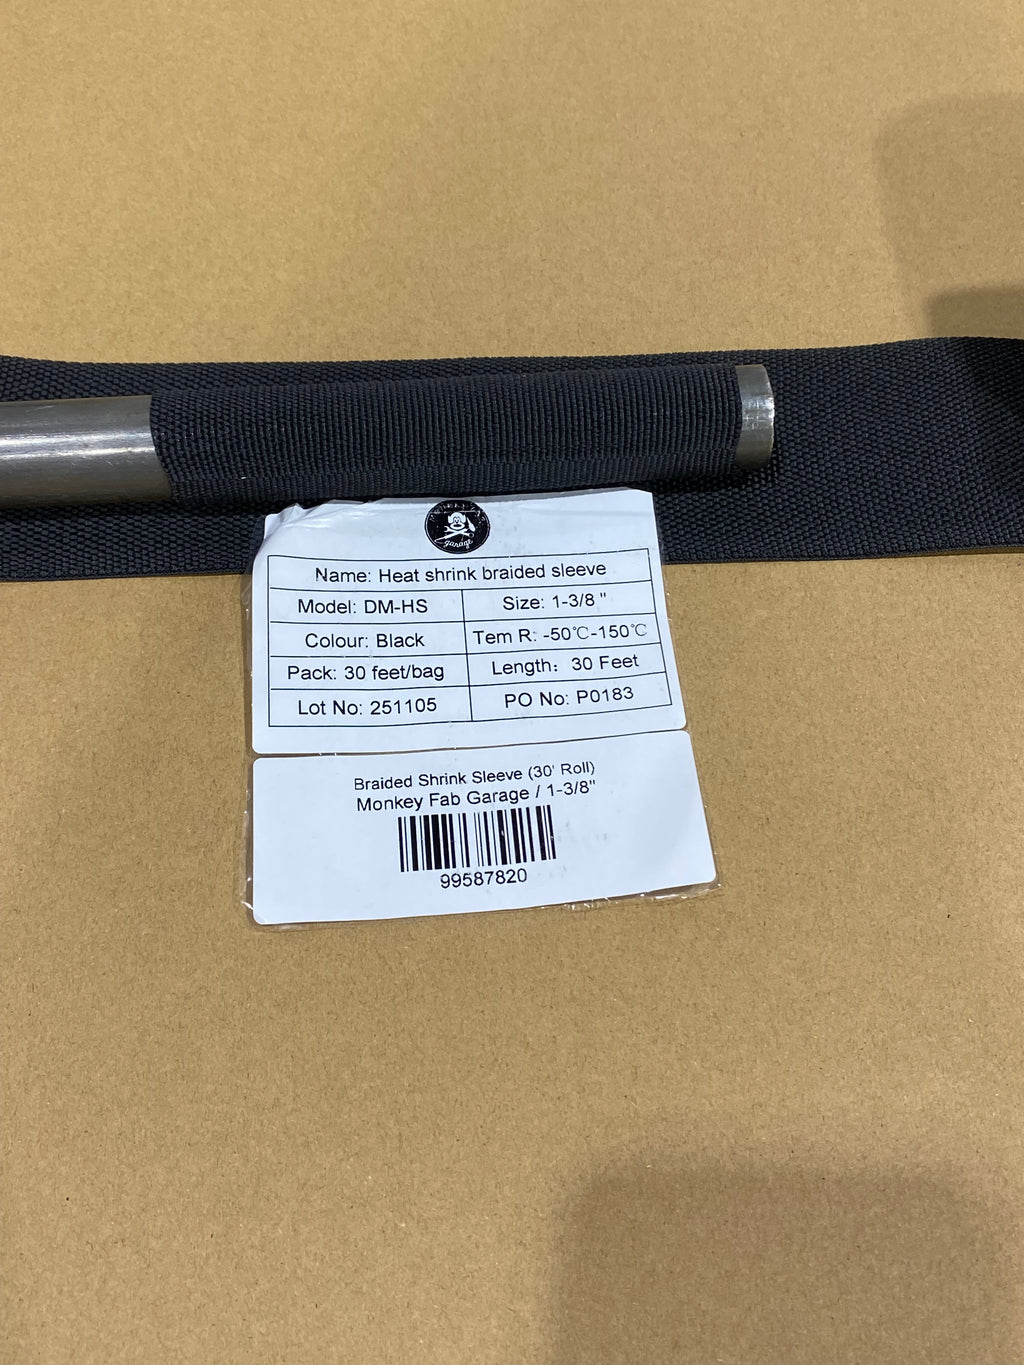 garage
Name: Heat shrink braided sleeve
Model: DM-HS Size: 1-3/8 "
Colour: Black Tem R: -50℃-150℃
Pack: 30 feet/bag Length: 30 Feet
Lot No: 251105 PO No: P0183
Braided Shrink Sleeve (30' Roll)
Monkey Fab Garage / 1-3/8"
99587820